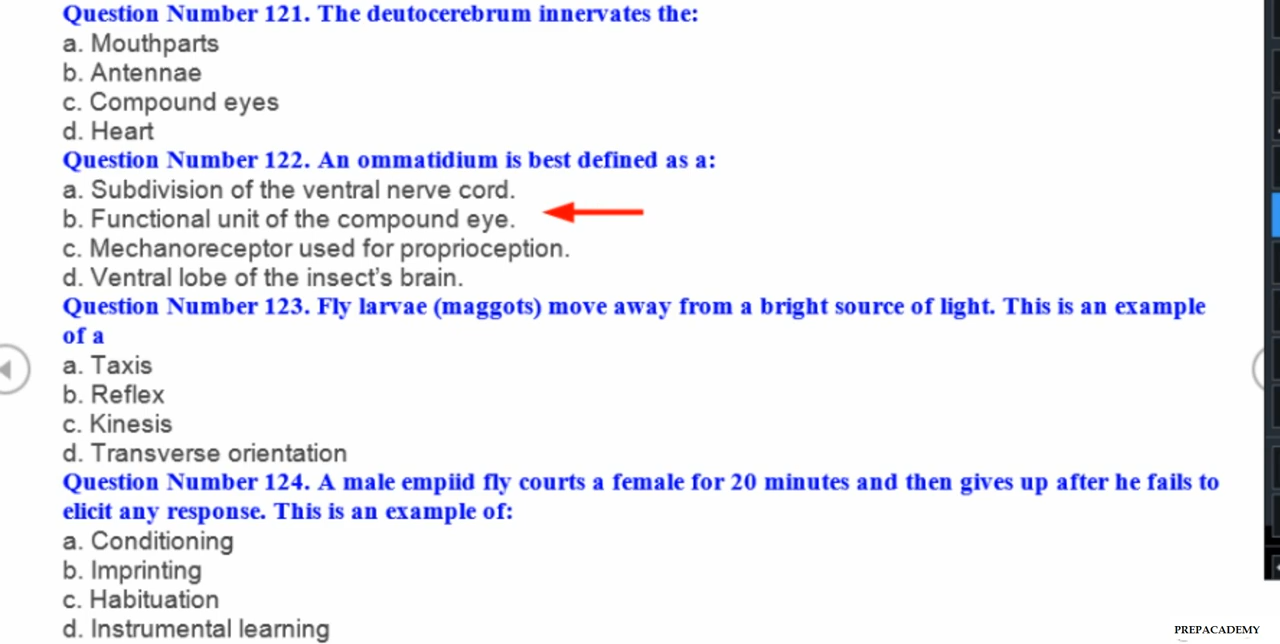 Question Number 121. The deutocerebrum innervates the:
a. Mouthparts
b. Antennae
c. Compound eyes
d. Heart
Question Number 122. An ommatidium is best defined as a:
a. Subdivision of the ventral nerve cord.
b. Functional unit of the compound eye.
c. Mechanoreceptor used for proprioception.
d. Ventral lobe of the insect's brain.
Question Number 123. Fly larvae (maggots) move away from a bright source of light. This is an example
of a
a. Taxis
b. Reflex
c. Kinesis
d. Transverse orientation
Question Number 124. A male empiid fly courts a female for 20 minutes and then gives up after he fails to
elicit any response. This is an example of:
a. Conditioning
b. Imprinting
c. Habituation
d. Instrumental learning
PREPACADEMY